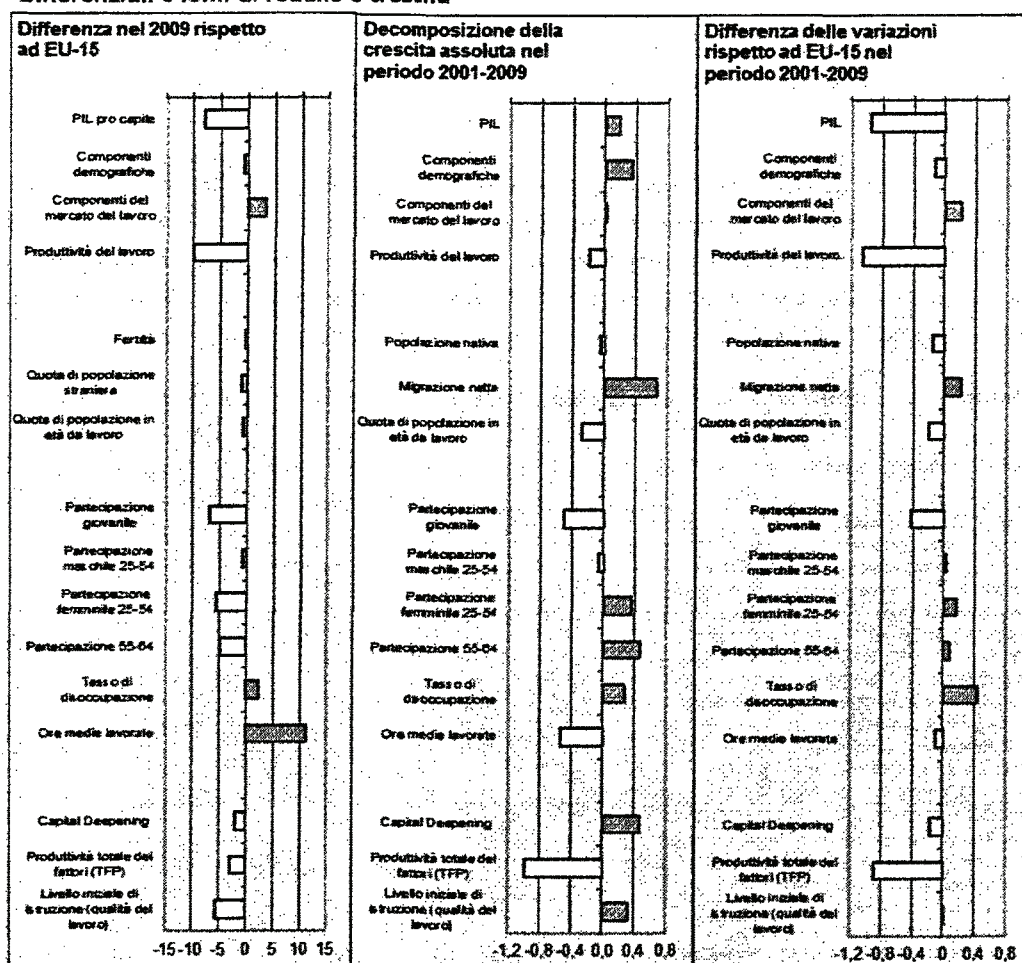 Differenza nel 2009 rispetto
ad EU-15
PIL pro capite
Componenti
demografiche
Componenti del
mercato del lavoro
Produttività del lavoro
Fertilità
Quota di popolazione
straniera
Quota di popolazione in
età da lavoro
Partecipazione
giovanile
Partecipazione
maschile 25-54
Partecipazione
femminile 25-54
Partecipazione 55-64
Tasso di
disoccupazione
Ore medie lavorate
Capital Deepening
Produttività totale dei
fattori (TFP)
Livello iniziale di
istruzione (qualità del
lavoro)
-15 -10 -5 0 5 10 15
Decomposizione della
crescita assoluta nel
periodo 2001-2009
PIL
Componenti
demografiche
Componenti del
mercato del lavoro
Produttività del lavoro
Popolazione nativa
Migrazione netta
Quota di popolazione in
età da lavoro
Partecipazione
giovanile
Partecipazione
maschile 25-54
Partecipazione
femminile 25-54
Partecipazione 55-64
Tasso di
disoccupazione
Ore medie lavorate
Capital Deepening
Produttività totale dei
fattori (TFP)
Livello iniziale di
istruzione (qualità del
lavoro)
-1,2 -0,8 -0,4 0,0 0,4 0,8
Differenza delle variazioni
rispetto ad EU-15 nel
periodo 2001-2009
PIL
Componenti
demografiche
Componenti del
mercato del lavoro
Produttività del lavoro
Popolazione nativa
Migrazione netta
Quota di popolazione in
età da lavoro
Partecipazione
giovanile
Partecipazione
maschile 25-54
Partecipazione
femminile 25-54
Partecipazione 55-64
Tasso di
disoccupazione
Ore medie lavorate
Capital Deepening
Produttività totale dei
fattori (TFP)
Livello iniziale di
istruzione (qualità del
lavoro)
-1,2 -0,8 -0,4 0,0 0,4 0,8